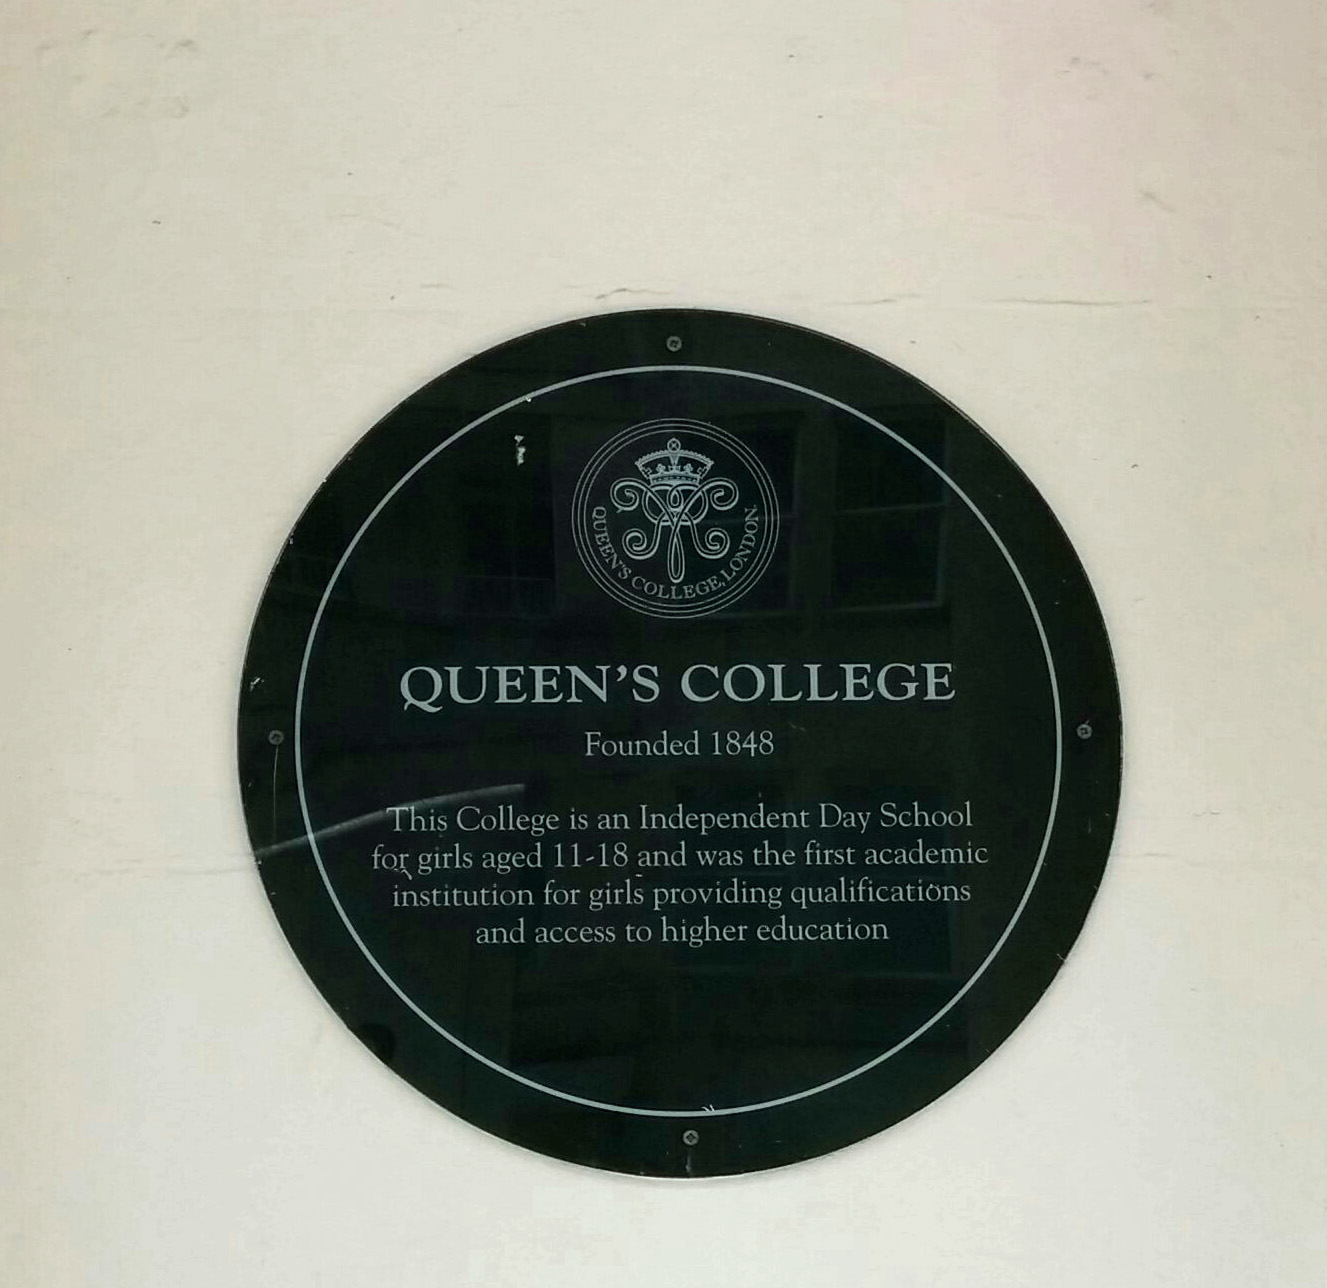 QUEEN'S COLLEGE, LONDON.
QUEEN'S COLLEGE
Founded 1848
This College is an Independent Day School
for girls aged 11-18 and was the first academic
institution for girls providing qualifications
and access to higher education